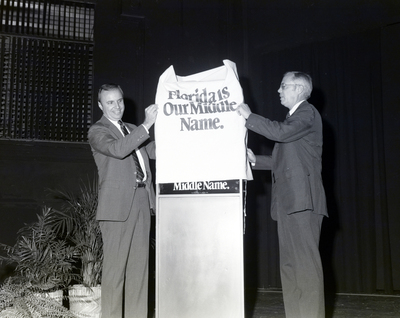 Florida is
Our Middle
Name.
Middle Name.